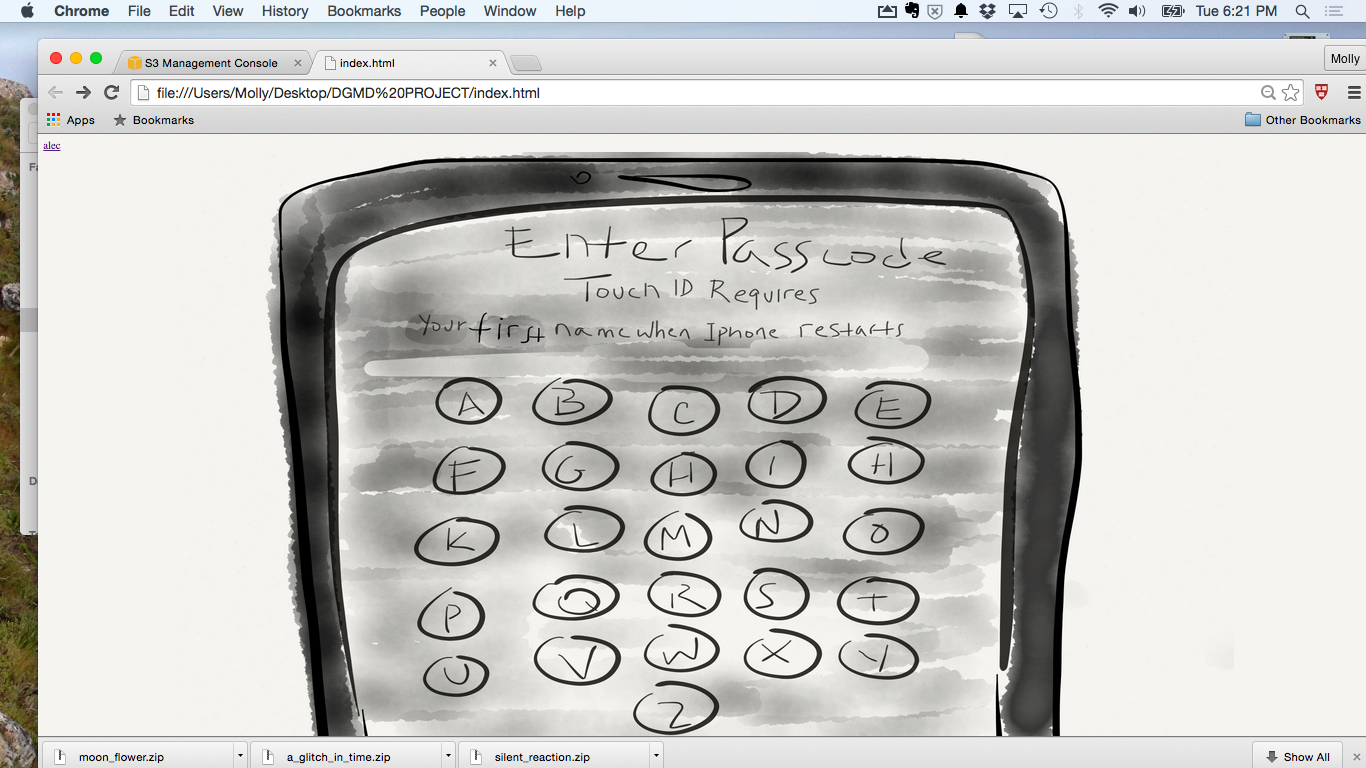 Chrome File Edit View History Bookmarks People Window Help Tue 6:21 PM
S3 Management Console index.html Molly
file:///Users/Molly/Desktop/DGMD%20PROJECT/index.html
Apps Bookmarks Other Bookmarks
alec
Fa
Enter Passcode
Touch ID Requires
Your first name when Iphone restarts
A B C D E
F G H I H
K L M N O
D
P Q R S T
U V W X Y
Z
moon_flower.zip a_glitch_in_time.zip silent_reaction.zip Show All